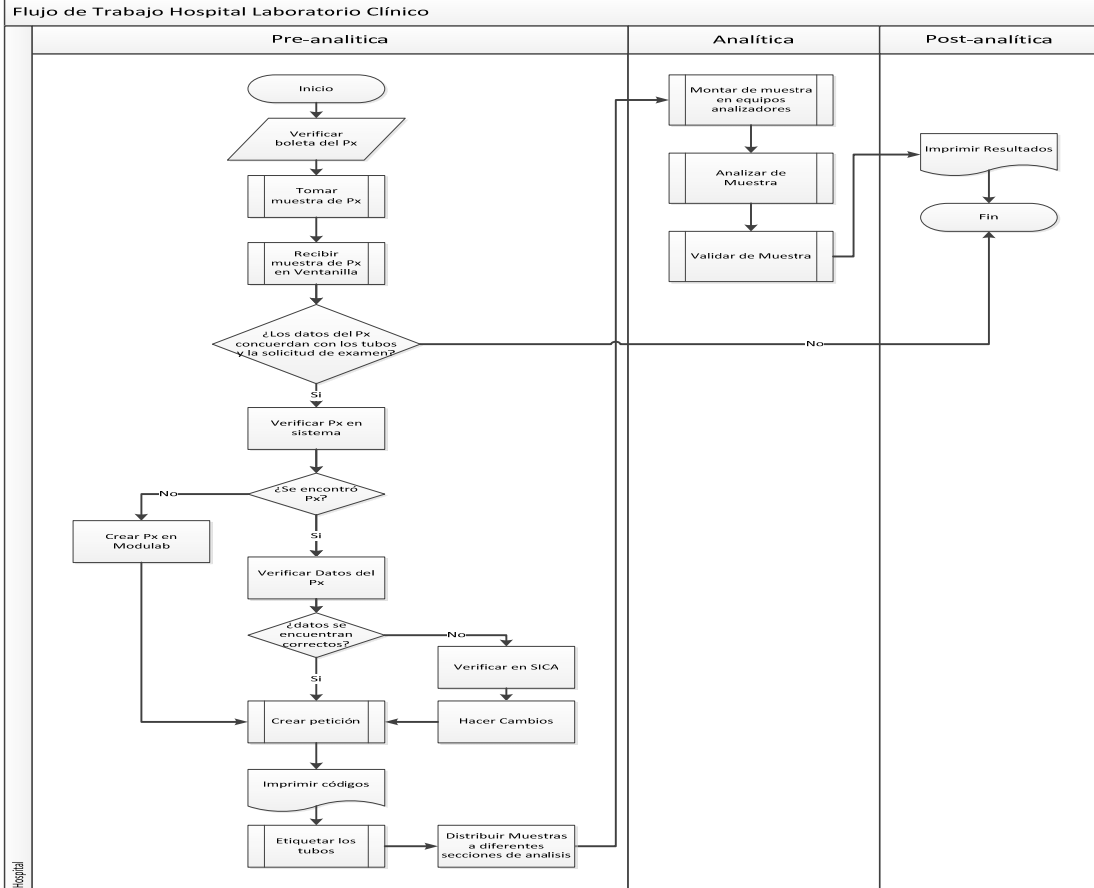 Flujo de Trabajo Hospital Laboratorio Clínico
Pre-analitica
Analítica
Post-analítica
Hospital
Inicio
Verificar
boleta del Px
Tomar
muestra de Px
Recibir
muestra de Px
en Ventanilla
¿Los datos del Px
concuerdan con los tubos
y la solicitud de examen?
No
Si
Verificar Px en
sistema
¿Se encontró
Px?
No
Crear Px en
Modulab
Si
Verificar Datos del
Px
¿datos se
encuentran
correctos?
No
Verificar en SICA
Hacer Cambios
Si
Crear petición
Imprimir códigos
Etiquetar los
tubos
Distribuir Muestras
a diferentes
secciones de analisis
Montar de muestra
en equipos
analizadores
Analizar de
Muestra
Validar de Muestra
Imprimir Resultados
Fin